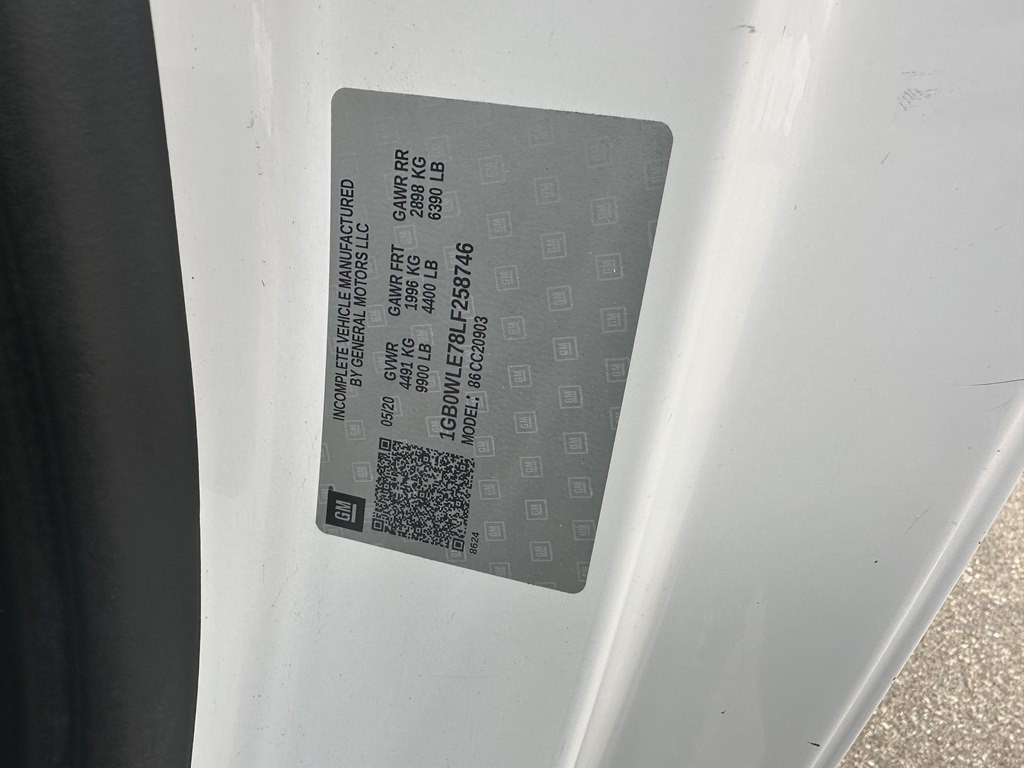 GM
INCOMPLETE VEHICLE MANUFACTURED
BY GENERAL MOTORS LLC
05/20 GVWR GAWR FRT GAWR RR
4491 KG 1996 KG 2898 KG
9900 LB 4400 LB 6390 LB
1GB0WLE78LF258746
MODEL: 86CC20903
8624